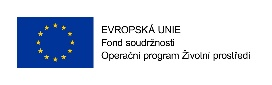 EVROPSKÁ UNIE
Fond soudržnosti
Operační program Životní prostředí